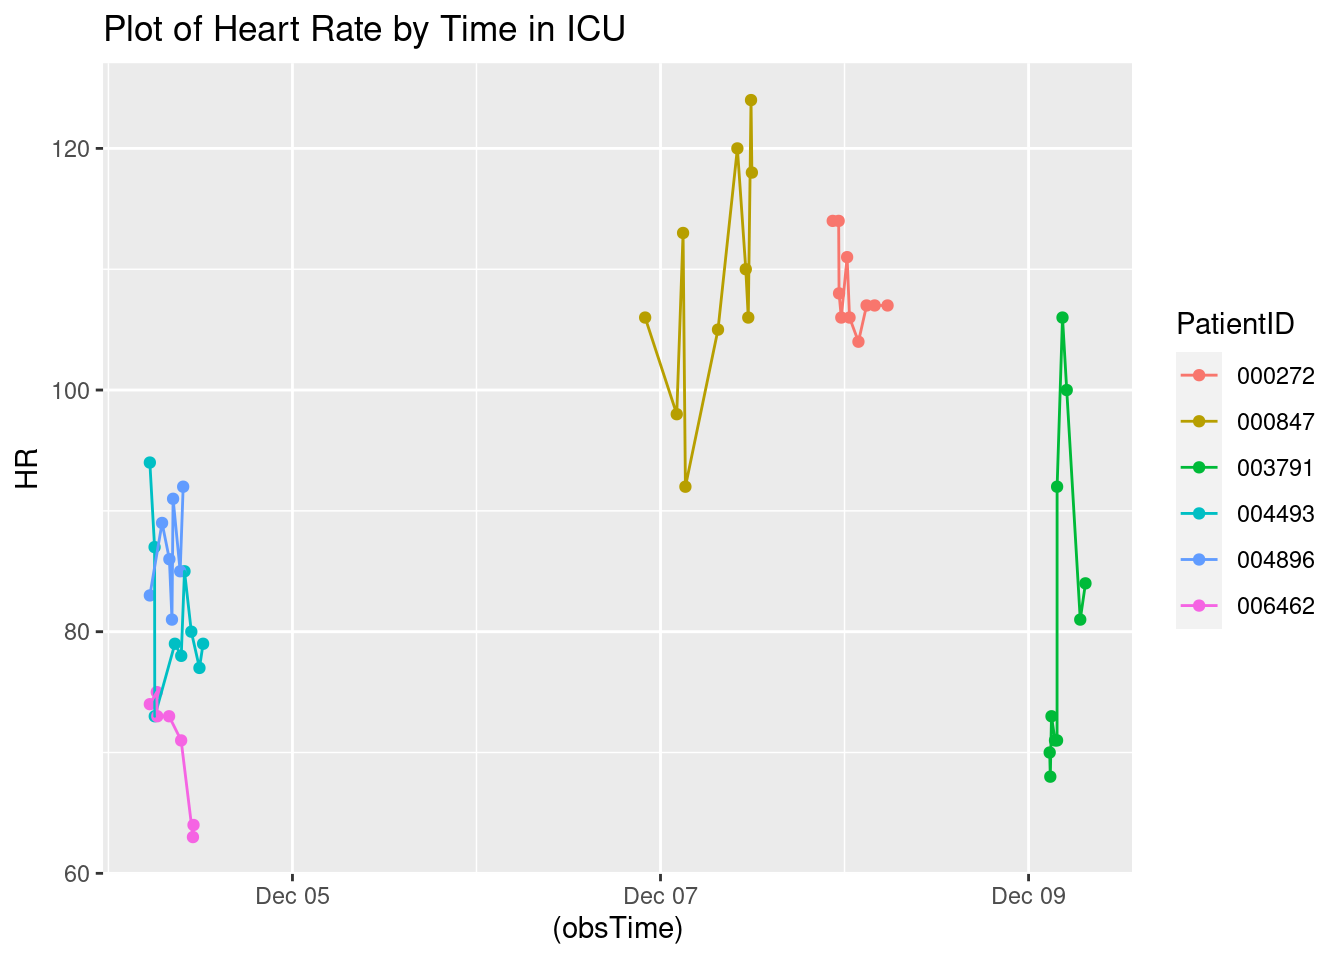 Plot of Heart Rate by Time in ICU
HR
120
100
80
60
Dec 05
Dec 07
Dec 09
(obsTime)
PatientID
000272
000847
003791
004493
004896
006462